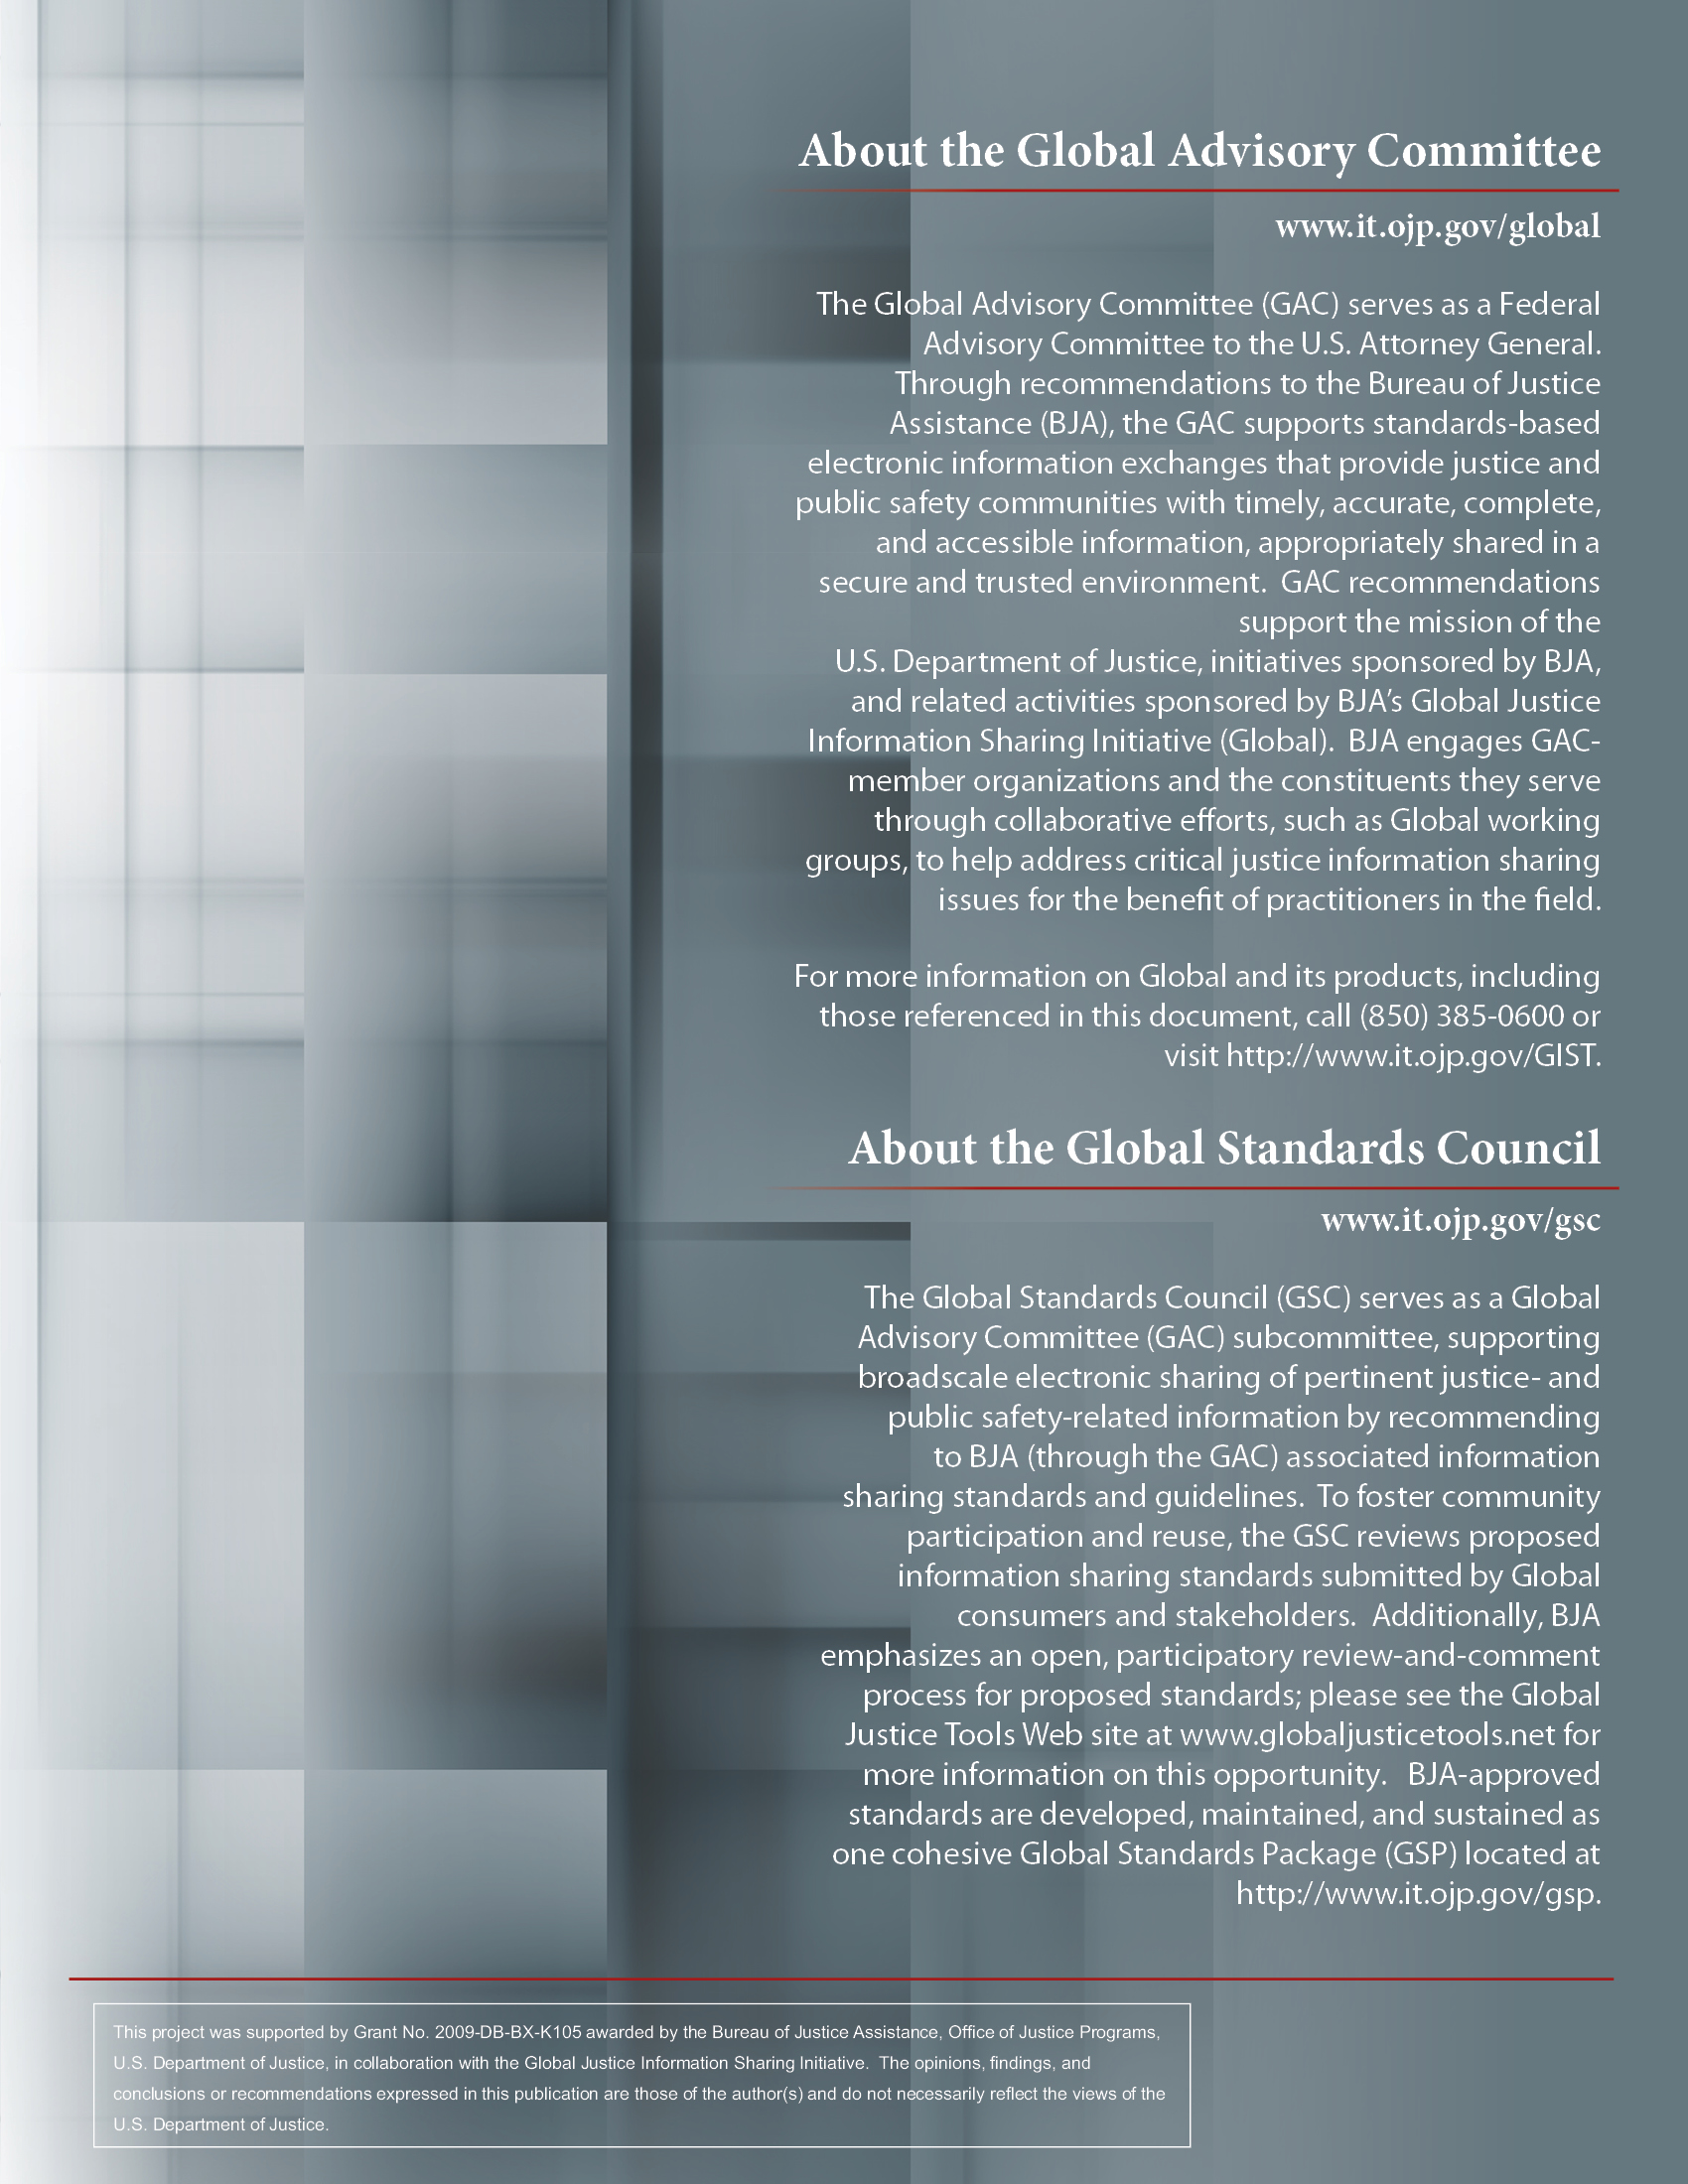 About the Global Advisory Committee
www.it.ojp.gov/global
The Global Advisory Committee (GAC) serves as a Federal
Advisory Committee to the U.S. Attorney General.
Through recommendations to the Bureau of Justice
Assistance (BJA), the GAC supports standards-based
electronic information exchanges that provide justice and
public safety communities with timely, accurate, complete,
and accessible information, appropriately shared in a
secure and trusted environment.  GAC recommendations
support the mission of the
U.S. Department of Justice, initiatives sponsored by BJA,
and related activities sponsored by BJA’s Global Justice
Information Sharing Initiative (Global).  BJA engages GAC-
member organizations and the constituents they serve
through collaborative efforts, such as Global working
groups, to help address critical justice information sharing
issues for the benefit of practitioners in the field.
For more information on Global and its products, including
those referenced in this document, call (850) 385-0600 or
visit http://www.it.ojp.gov/GIST.
About the Global Standards Council
www.it.ojp.gov/gsc
The Global Standards Council (GSC) serves as a Global
Advisory Committee (GAC) subcommittee, supporting
broadscale electronic sharing of pertinent justice- and
public safety-related information by recommending
to BJA (through the GAC) associated information
sharing standards and guidelines.  To foster community
participation and reuse, the GSC reviews proposed
information sharing standards submitted by Global
consumers and stakeholders.  Additionally, BJA
emphasizes an open, participatory review-and-comment
process for proposed standards; please see the Global
Justice Tools Web site at www.globaljusticetools.net for
more information on this opportunity.   BJA-approved
standards are developed, maintained, and sustained as
one cohesive Global Standards Package (GSP) located at
http://www.it.ojp.gov/gsp.
This project was supported by Grant No. 2009-DB-BX-K105 awarded by the Bureau of Justice Assistance, Office of Justice Programs,
U.S. Department of Justice, in collaboration with the Global Justice Information Sharing Initiative.  The opinions, findings, and
conclusions or recommendations expressed in this publication are those of the author(s) and do not necessarily reflect the views of the
U.S. Department of Justice.